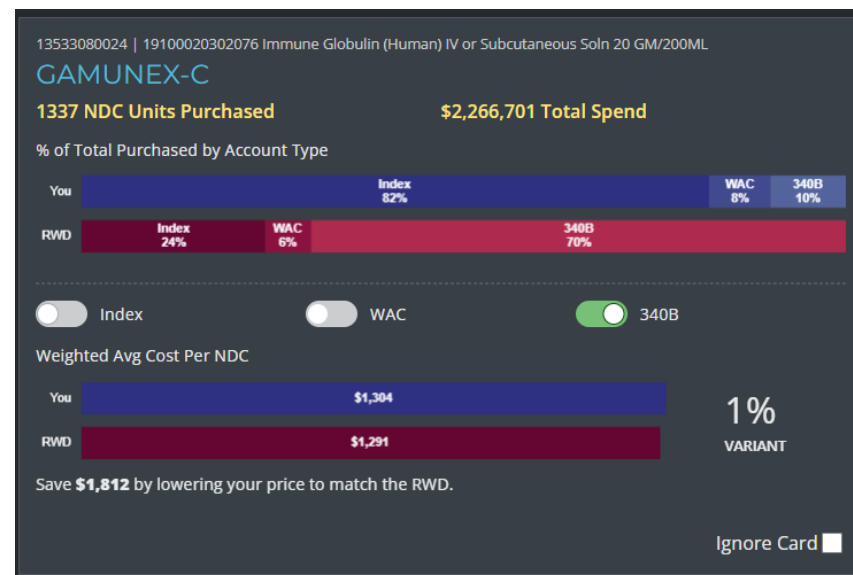 13533080024 | 19100020302076 Immune Globulin (Human) IV or Subcutaneous Soln 20 GM/200ML
GAMUNEX-C
1337 NDC Units Purchased $2,266,701 Total Spend
% of Total Purchased by Account Type
You Index 82% WAC 8% 340B 10%
RWD Index 24% WAC 6% 340B 70%
Index WAC 340B
Weighted Avg Cost Per NDC
You $1,304
RWD $1,291
1%
VARIANT
Save $1,812 by lowering your price to match the RWD.
Ignore Card